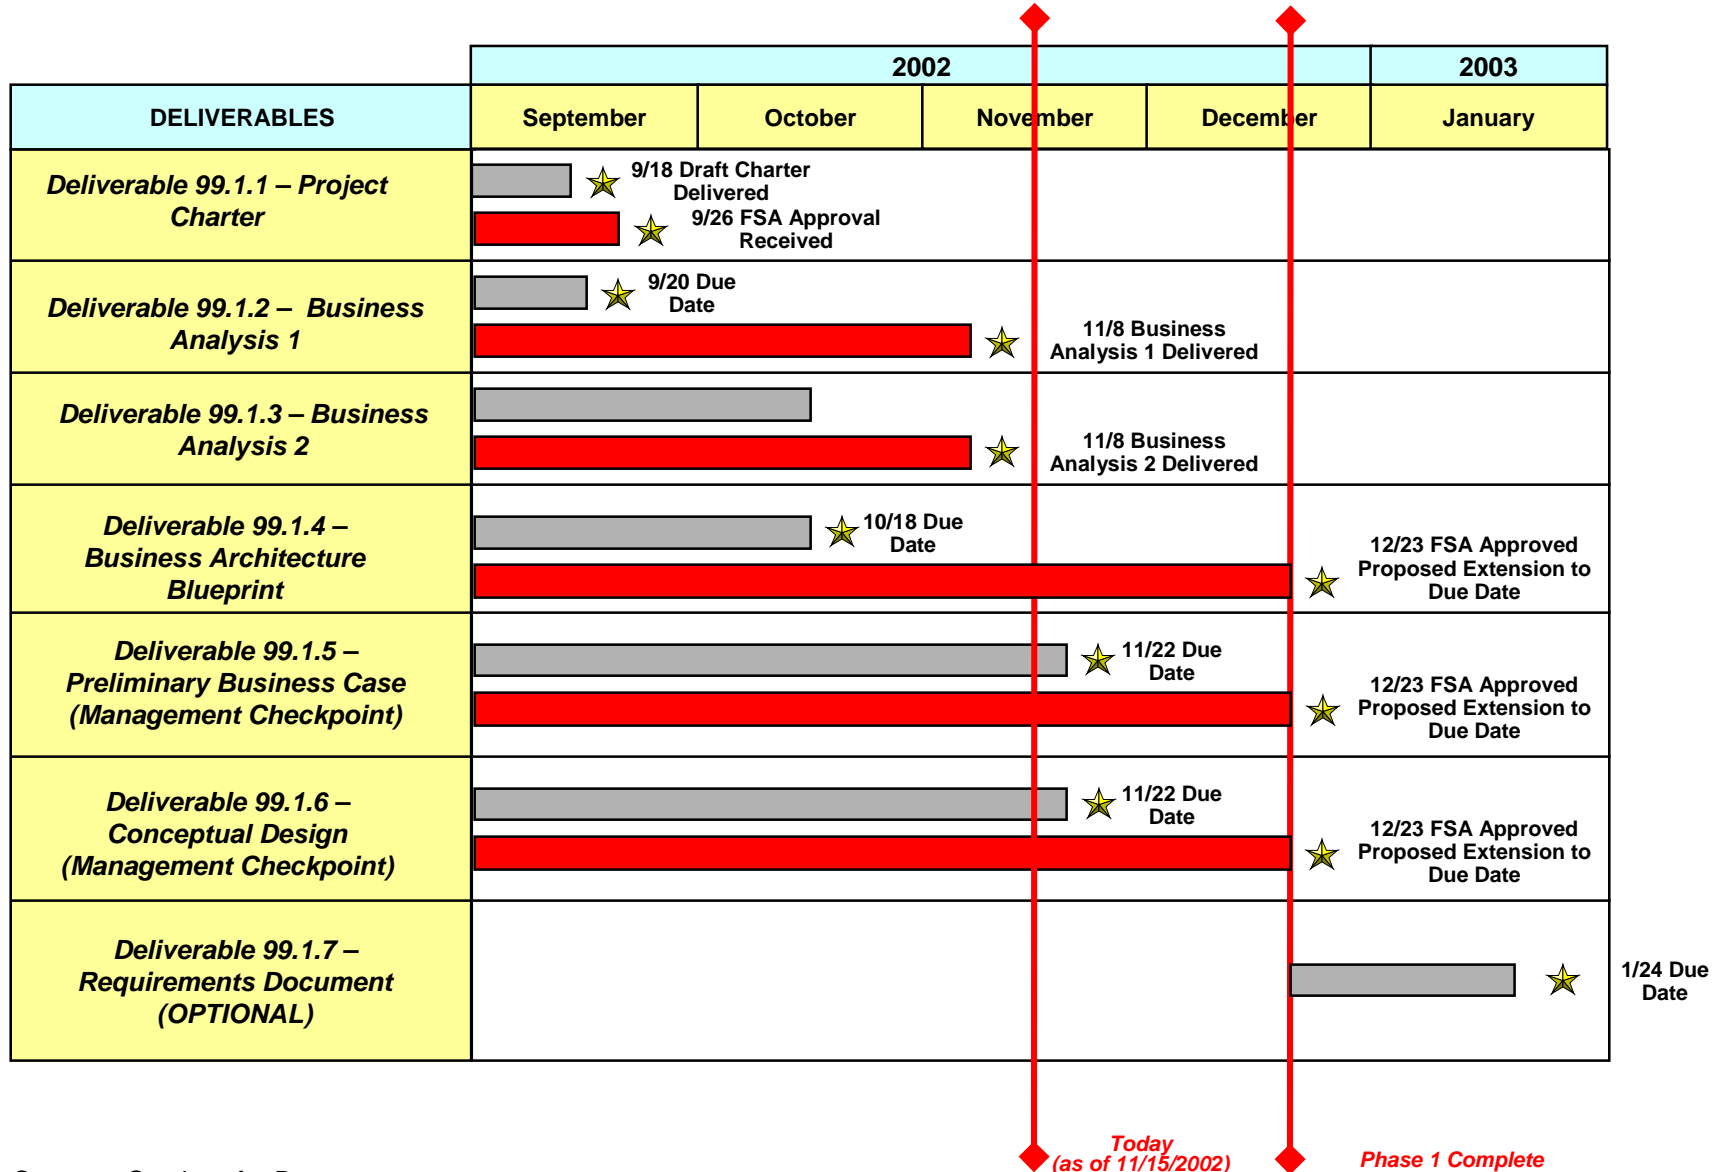 2002
2003
DELIVERABLES
September
October
November
December
January
Deliverable 99.1.1 – Project
Charter
9/18 Draft Charter
Delivered
9/26 FSA Approval
Received
Deliverable 99.1.2 – Business
Analysis 1
9/20 Due
Date
11/8 Business
Analysis 1 Delivered
Deliverable 99.1.3 – Business
Analysis 2
11/8 Business
Analysis 2 Delivered
Deliverable 99.1.4 –
Business Architecture
Blueprint
10/18 Due
Date
12/23 FSA Approved
Proposed Extension to
Due Date
Deliverable 99.1.5 –
Preliminary Business Case
(Management Checkpoint)
11/22 Due
Date
12/23 FSA Approved
Proposed Extension to
Due Date
Deliverable 99.1.6 –
Conceptual Design
(Management Checkpoint)
11/22 Due
Date
12/23 FSA Approved
Proposed Extension to
Due Date
Deliverable 99.1.7 –
Requirements Document
(OPTIONAL)
1/24 Due
Date
Today
(as of 11/15/2002)
Phase 1 Complete